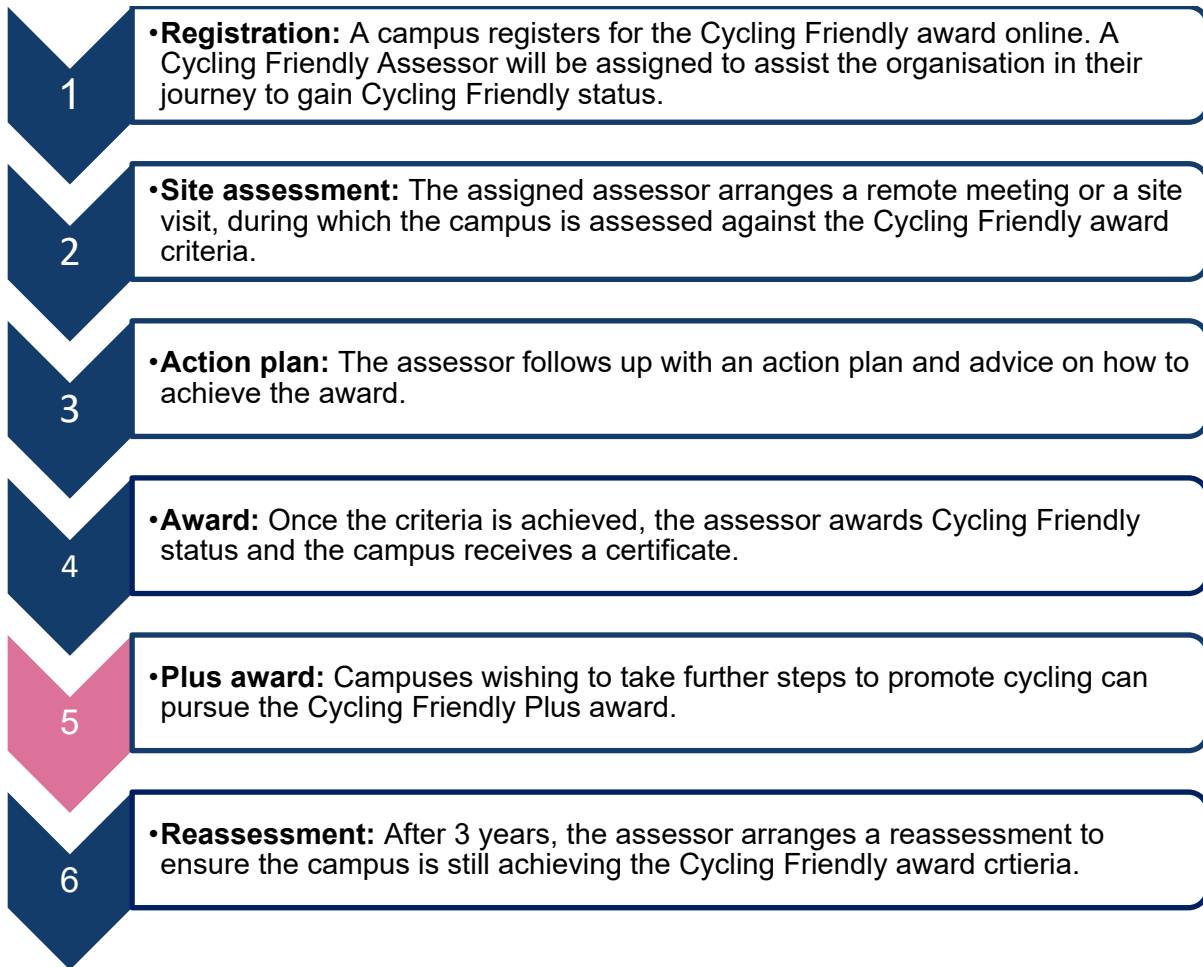 1
•Registration: A campus registers for the Cycling Friendly award online. A
Cycling Friendly Assessor will be assigned to assist the organisation in their
journey to gain Cycling Friendly status.
2
•Site assessment: The assigned assessor arranges a remote meeting or a site
visit, during which the campus is assessed against the Cycling Friendly award
criteria.
3
•Action plan: The assessor follows up with an action plan and advice on how to
achieve the award.
4
•Award: Once the criteria is achieved, the assessor awards Cycling Friendly
status and the campus receives a certificate.
5
•Plus award: Campuses wishing to take further steps to promote cycling can
pursue the Cycling Friendly Plus award.
6
•Reassessment: After 3 years, the assessor arranges a reassessment to
ensure the campus is still achieving the Cycling Friendly award crtieria.